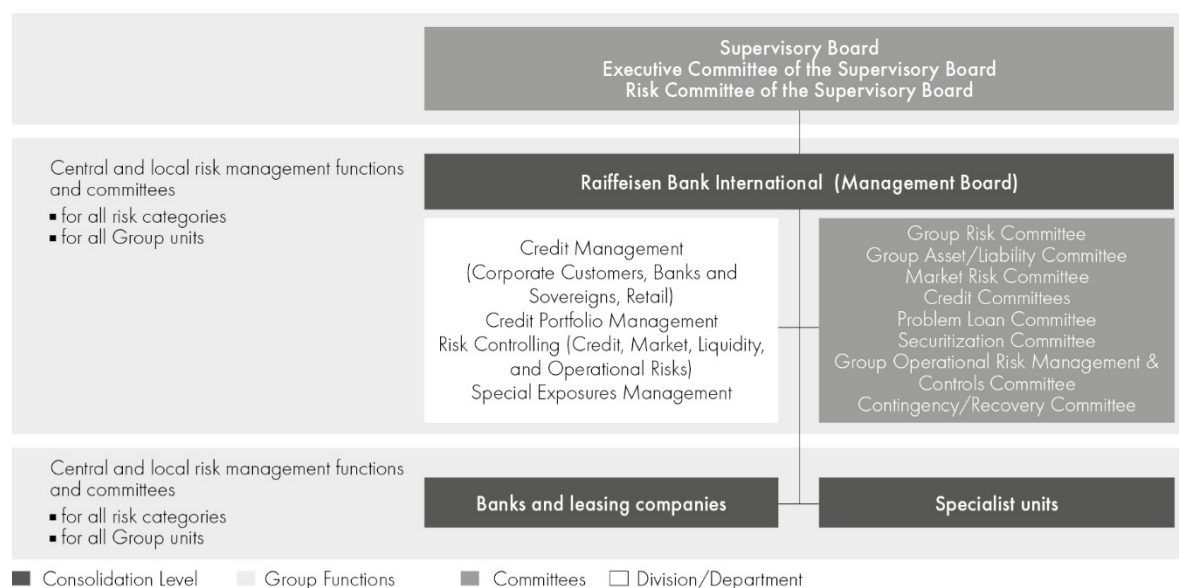 Supervisory Board
Executive Committee of the Supervisory Board
Risk Committee of the Supervisory Board
Central and local risk management functions
and committees
▪ for all risk categories
▪ for all Group units
Raiffeisen Bank International (Management Board)
Credit Management
(Corporate Customers, Banks and
Sovereigns, Retail)
Credit Portfolio Management
Risk Controlling (Credit, Market, Liquidity,
and Operational Risks)
Special Exposures Management
Group Risk Committee
Group Asset/Liability Committee
Market Risk Committee
Credit Committees
Problem Loan Committee
Securitization Committee
Group Operational Risk Management &
Controls Committee
Contingency/Recovery Committee
Central and local risk management functions
and committees
▪ for all risk categories
▪ for all Group units
Banks and leasing companies
Specialist units
Consolidation Level
Group Functions
Committees
Division/Department